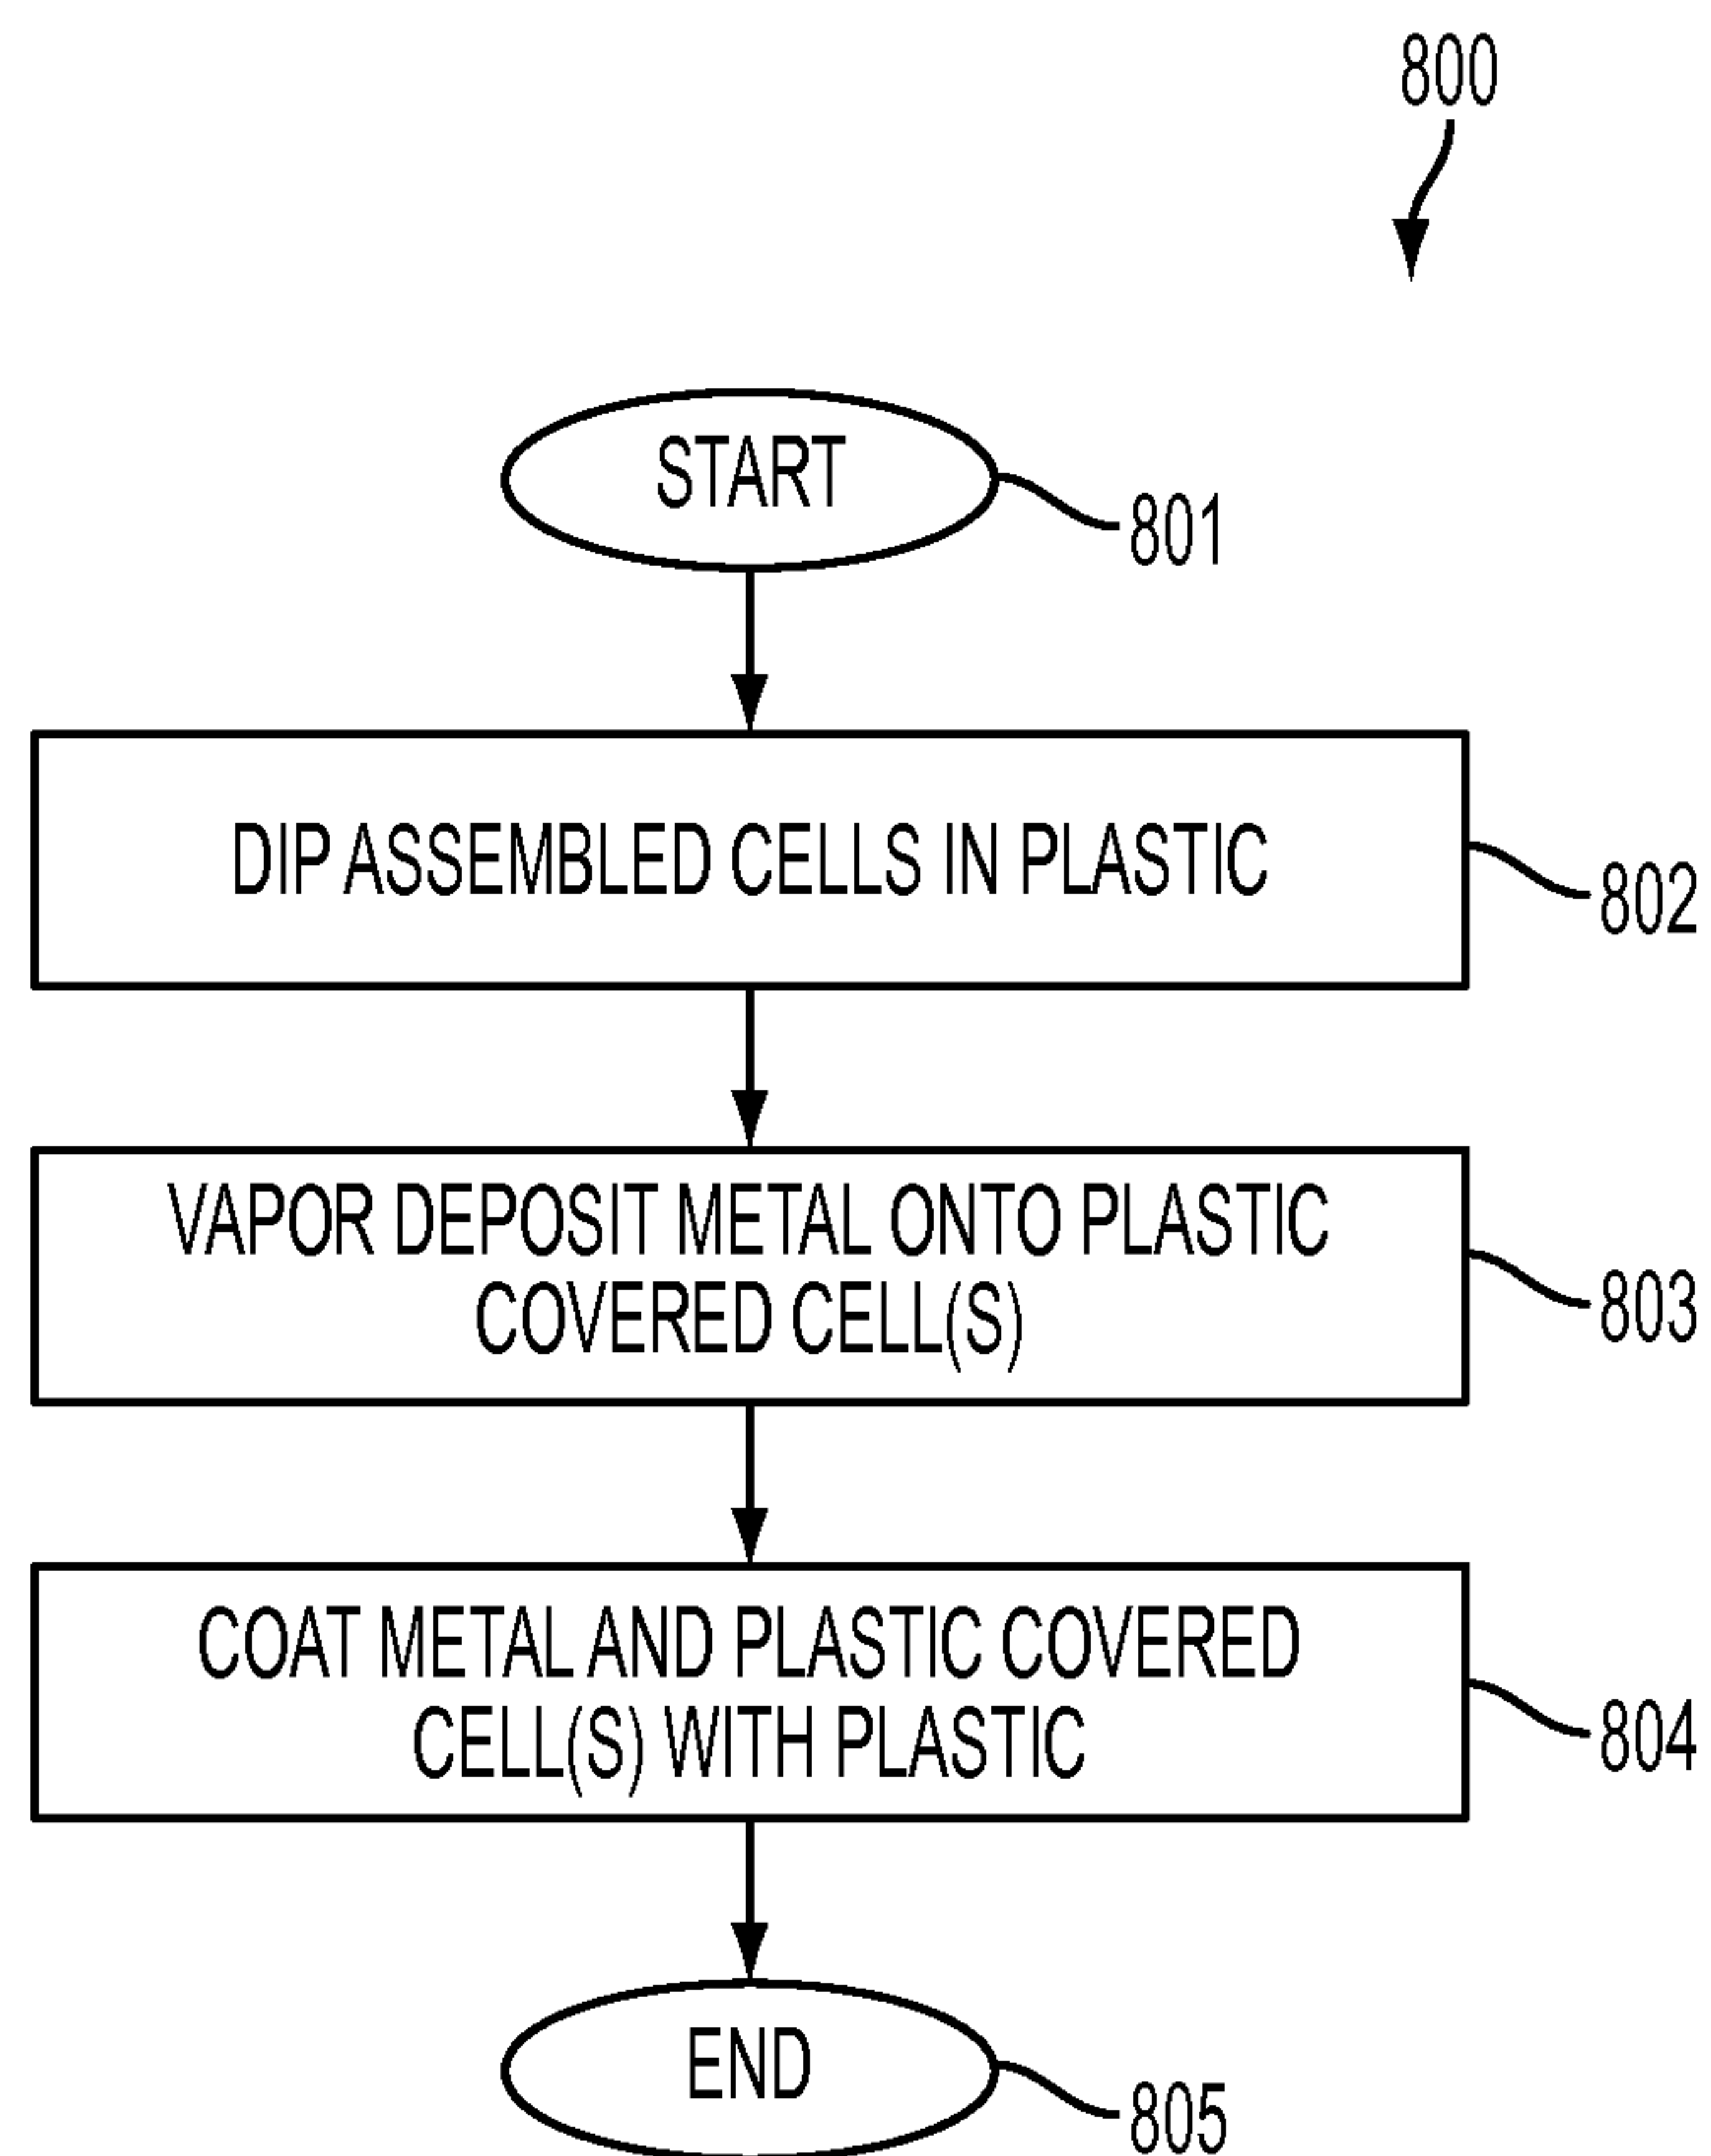 800
START
801
DIP ASSEMBLED CELLS IN PLASTIC
802
VAPOR DEPOSIT METAL ONTO PLASTIC
COVERED CELL(S)
803
COAT METAL AND PLASTIC COVERED
CELL(S) WITH PLASTIC
804
END
805